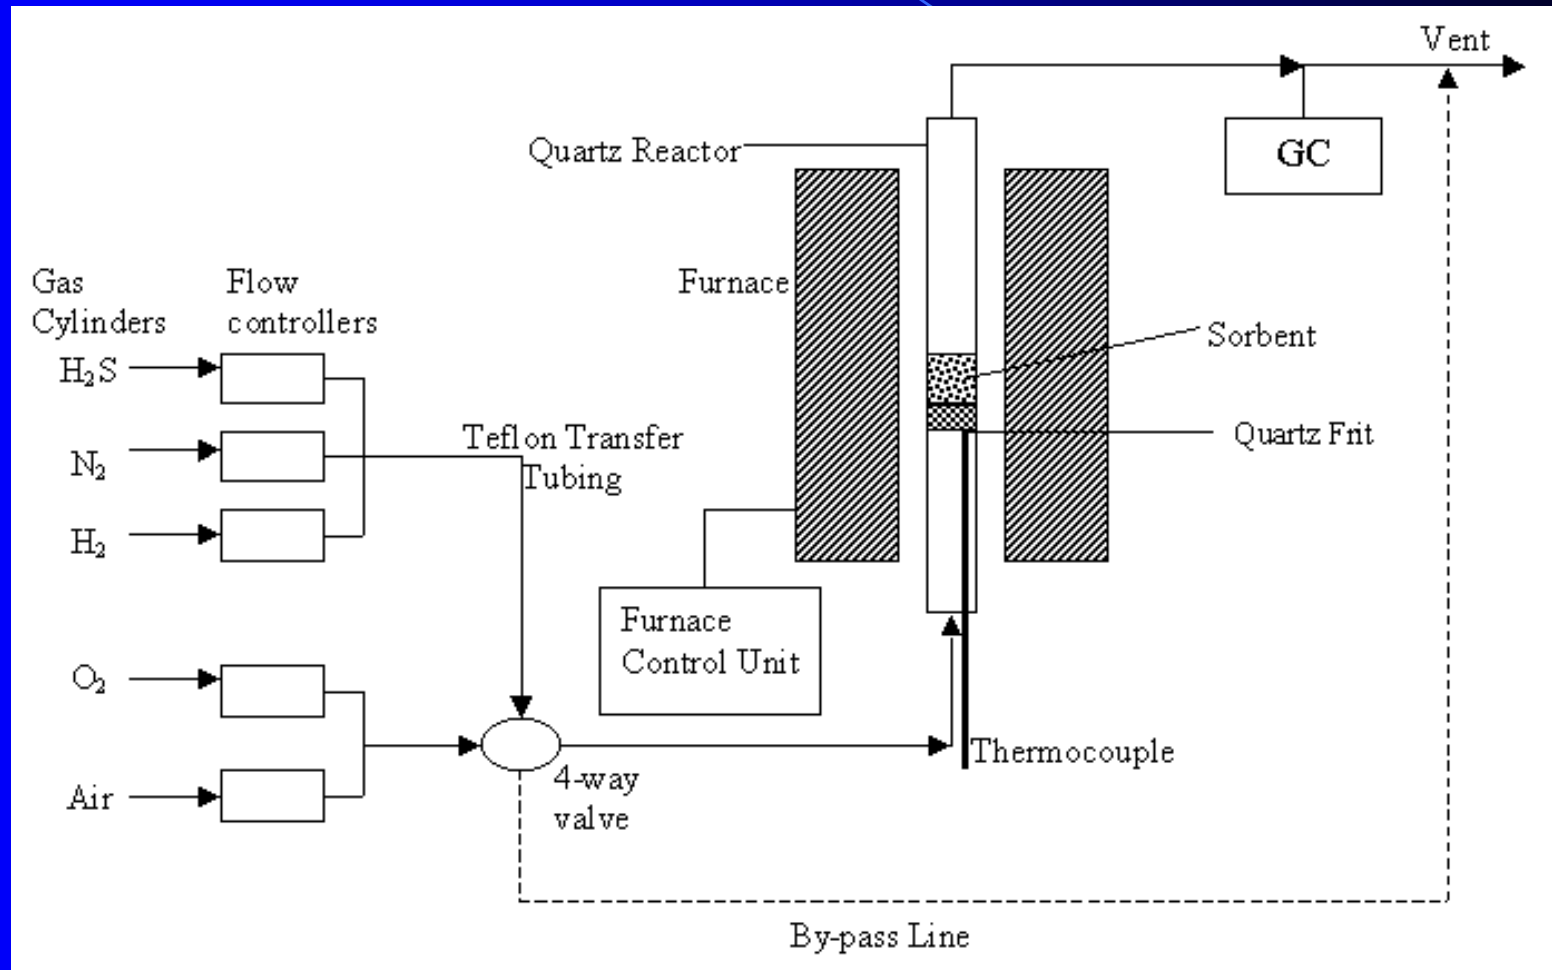 Vent
Quartz Reactor
GC
Gas
Cylinders
Flow
controllers
Furnace
Sorbent
H₂S
Teflon Transfer
Tubing
Quartz Frit
N₂
H₂
Furnace
Control Unit
O₂
Thermocouple
4-way
valve
Air
By-pass Line